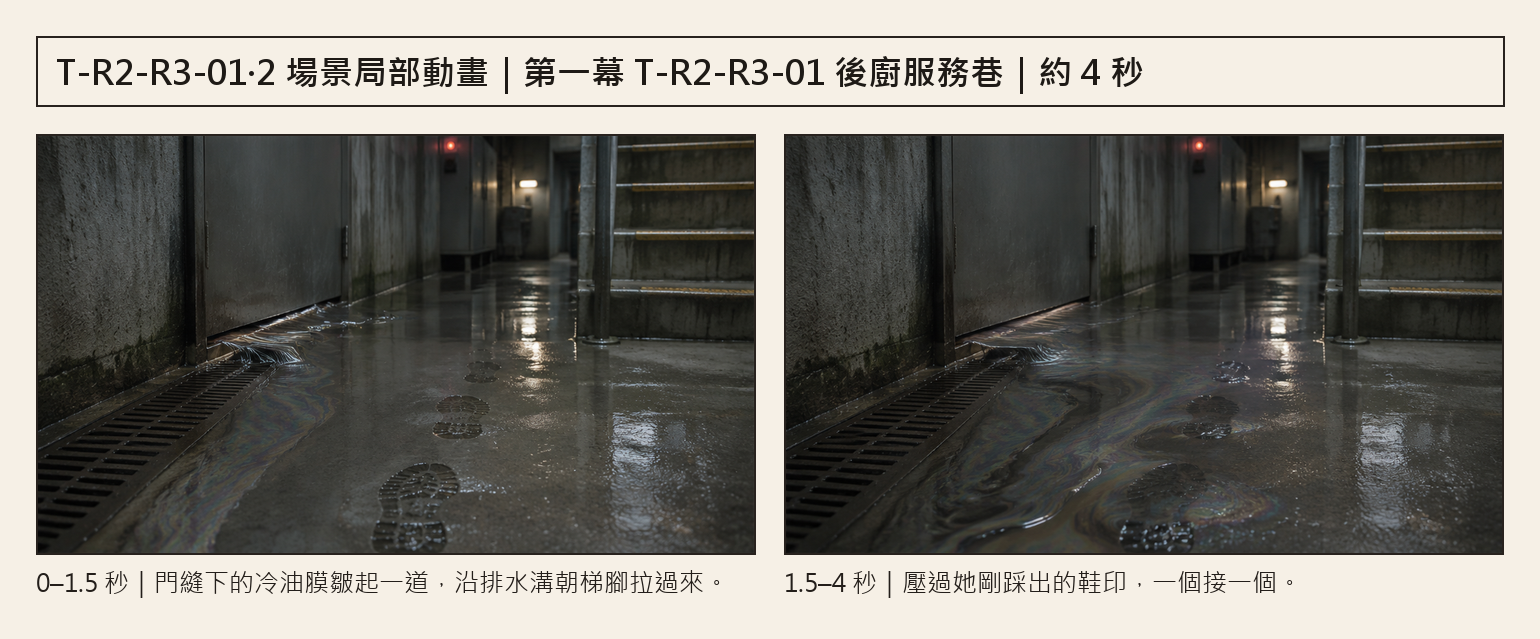 T-R2-R3-01·2 場景局部動畫｜第一幕 T-R2-R3-01 後廚服務巷｜約 4 秒
0–1.5 秒｜門縫下的冷油膜皺起一道，沿排水溝朝梯腳拉過來。
1.5–4 秒｜壓過她剛踩出的鞋印，一個接一個。